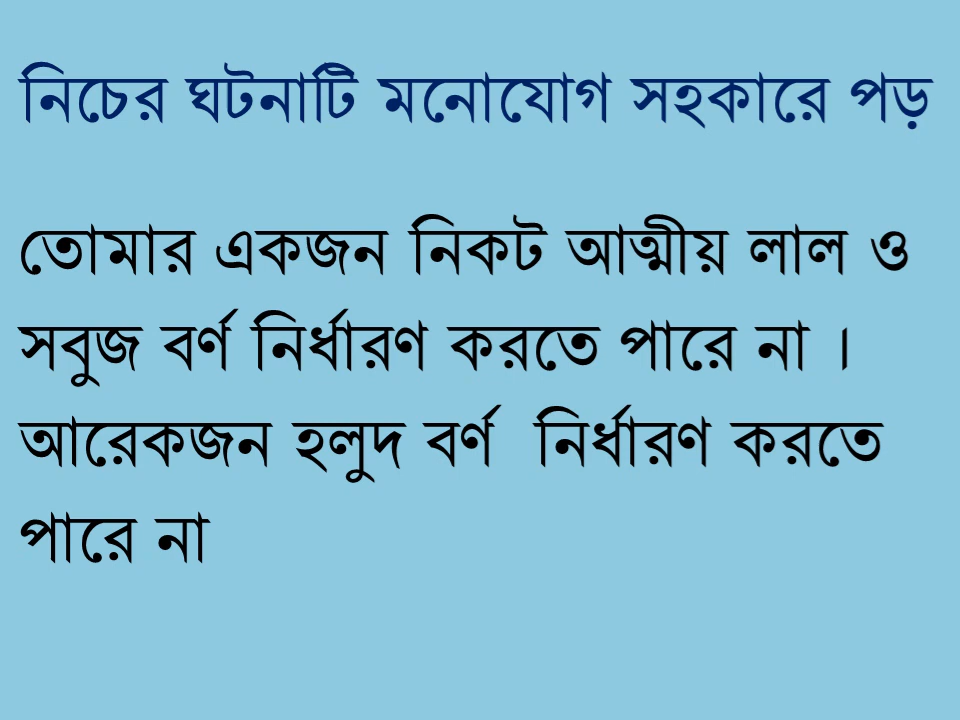 নিচের ঘটনাটি মনোযোগ সহকারে পড়
তোমার একজন নিকট আত্মীয় লাল ও
সবুজ বর্ণ নির্ধারণ করতে পারে না ।
আরেকজন হলুদ বর্ণ নির্ধারণ করতে
পারে না